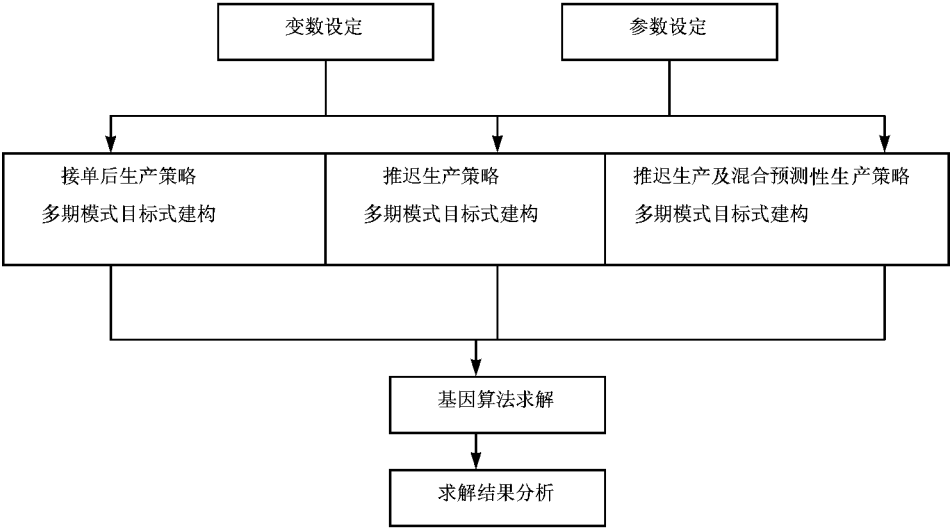 变数设定
参数设定
接单后生产策略
多期模式目标式建构
推迟生产策略
多期模式目标式建构
推迟生产及混合预测性生产策略
多期模式目标式建构
基因算法求解
求解结果分析